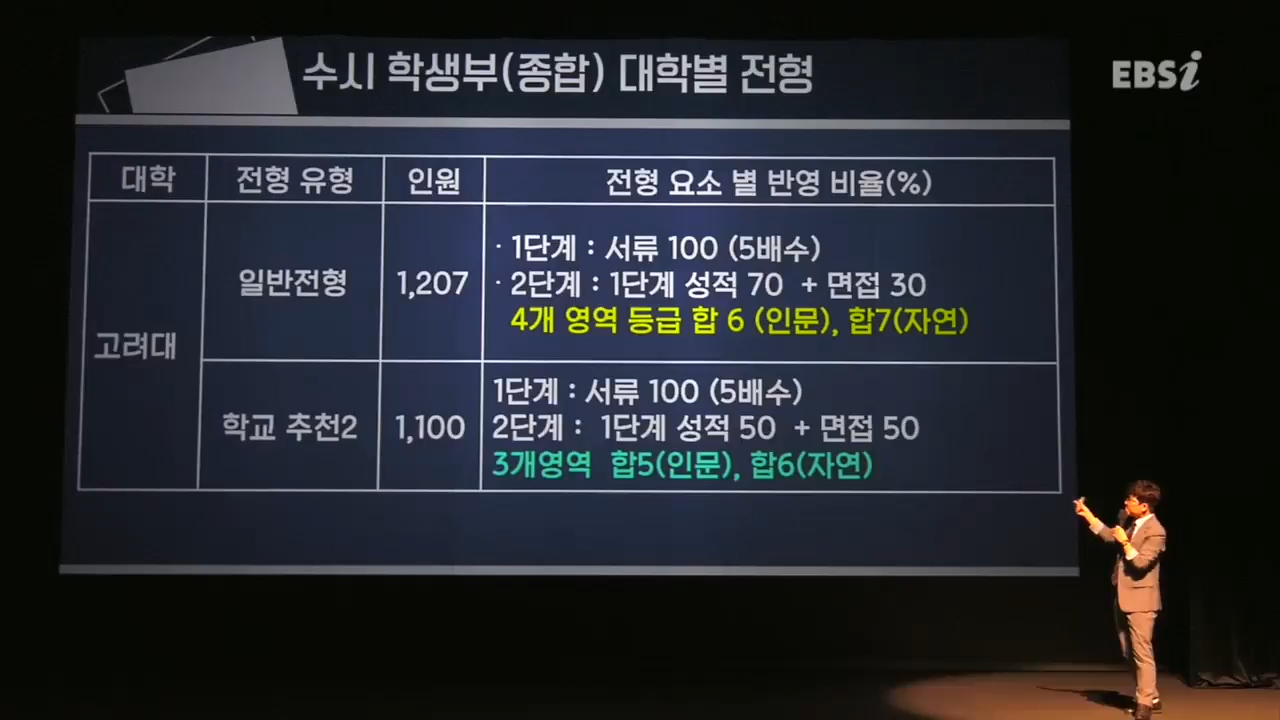 수시 학생부(종합) 대학별 전형
EBSi
대학 전형 유형 인원 전형 요소 별 반영 비율(%)
고려대
일반전형 1,207
· 1단계 : 서류 100 (5배수)
· 2단계 : 1단계 성적 70 + 면접 30
4개 영역 등급 합 6 (인문), 합7(자연)
학교 추천2 1,100
1단계 : 서류 100 (5배수)
2단계 : 1단계 성적 50 + 면접 50
3개영역 합5(인문), 합6(자연)